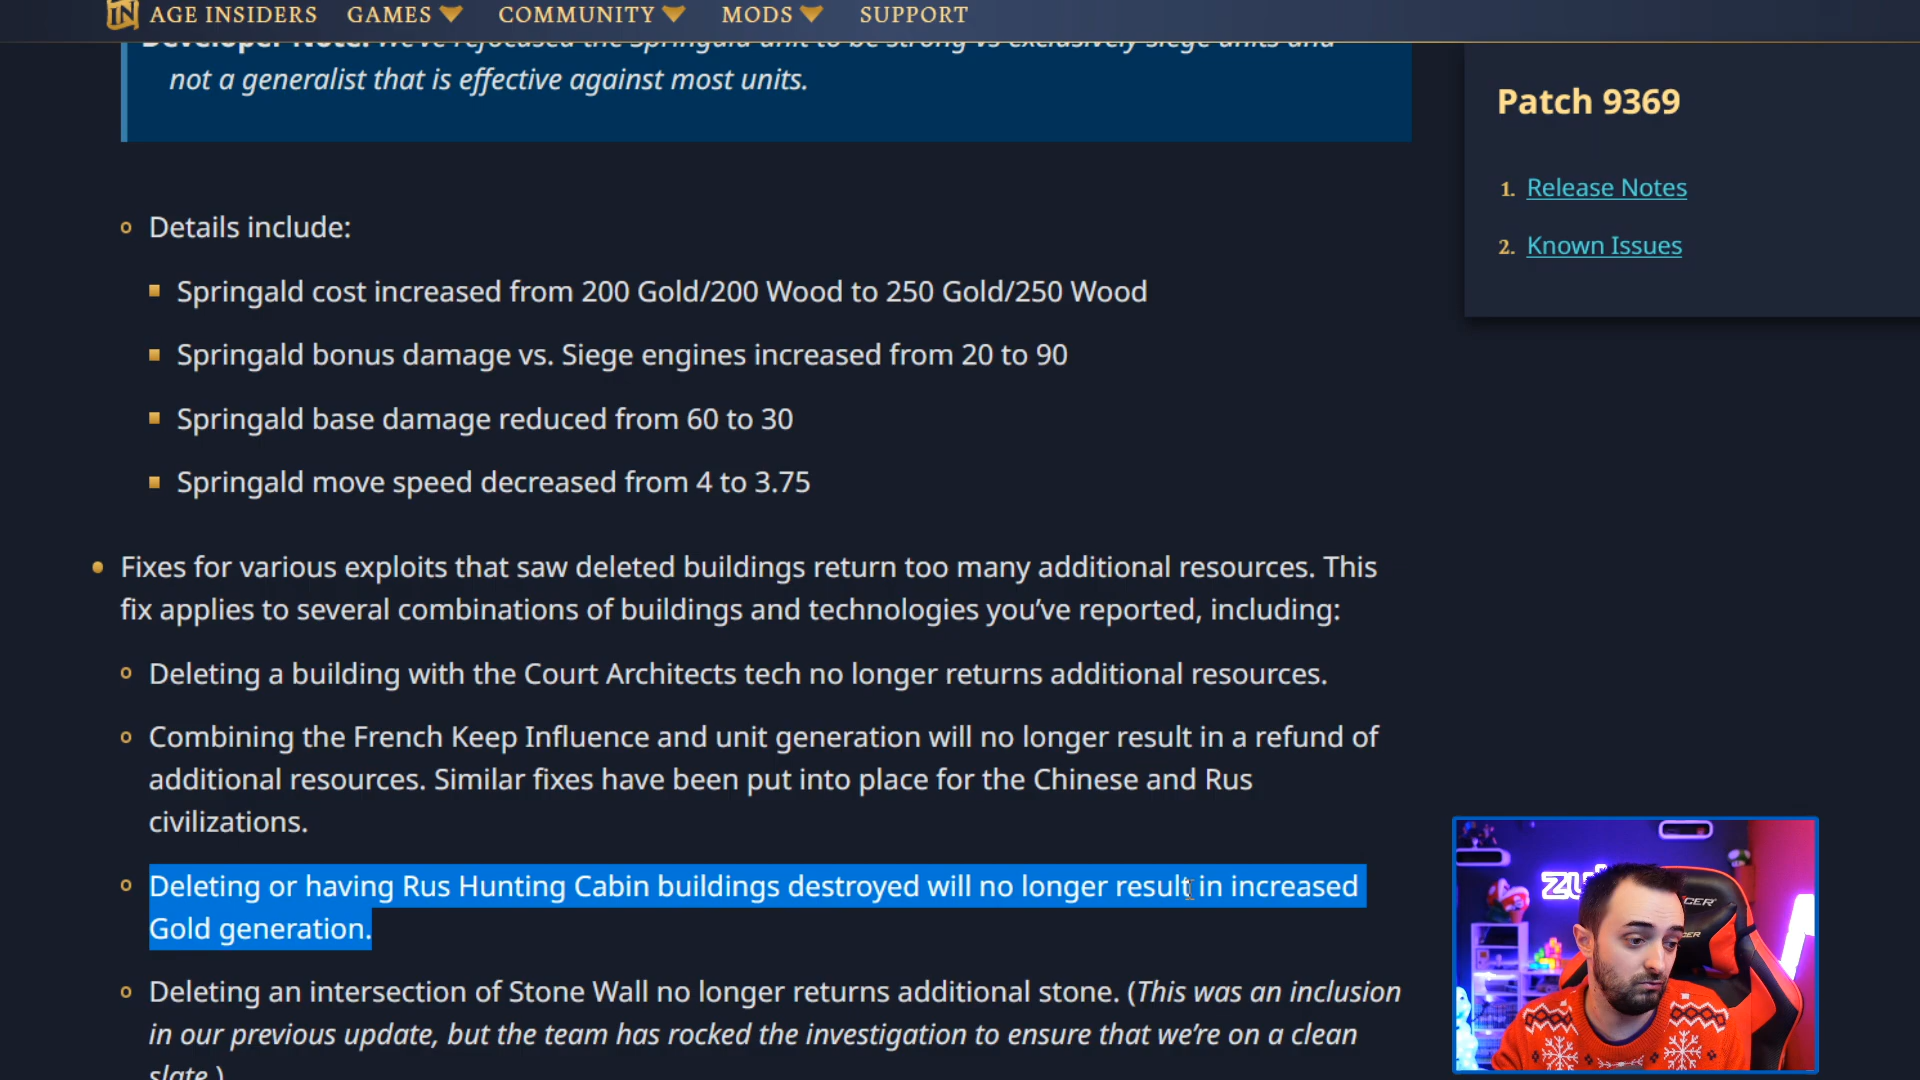 IN AGE INSIDERS GAMES COMMUNITY MODS SUPPORT
Developer Note: We've refocused the Springald unit to be strong vs exclusively siege units and
not a generalist that is effective against most units.
Patch 9369
1. Release Notes
2. Known Issues
Details include:
Springald cost increased from 200 Gold/200 Wood to 250 Gold/250 Wood
Springald bonus damage vs. Siege engines increased from 20 to 90
Springald base damage reduced from 60 to 30
Springald move speed decreased from 4 to 3.75
Fixes for various exploits that saw deleted buildings return too many additional resources. This
fix applies to several combinations of buildings and technologies you’ve reported, including:
Deleting a building with the Court Architects tech no longer returns additional resources.
Combining the French Keep Influence and unit generation will no longer result in a refund of
additional resources. Similar fixes have been put into place for the Chinese and Rus
civilizations.
Deleting or having Rus Hunting Cabin buildings destroyed will no longer result in increased
Gold generation.
Deleting an intersection of Stone Wall no longer returns additional stone. (This was an inclusion
in our previous update, but the team has rocked the investigation to ensure that we’re on a clean
slate.)